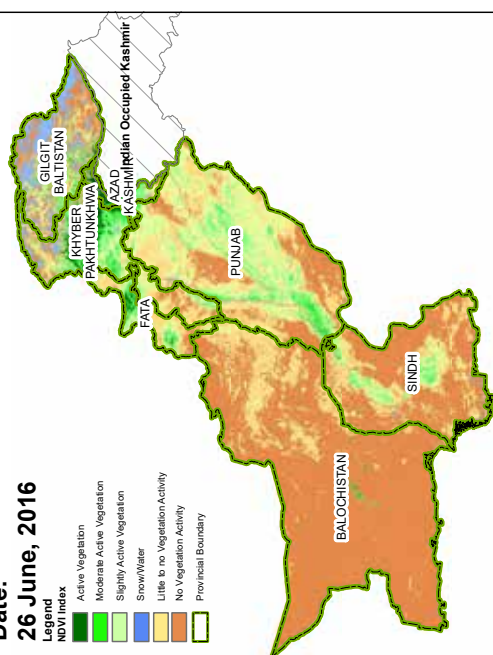 Date:
26 June, 2016
Legend
NDVI Index
Active Vegetation
Moderate Active Vegetation
Slightly Active Vegetation
Snow/Water
Little to no Vegetation Activity
No Vegetation Activity
Provincial Boundary
GILGIT
BALTISTAN
KHYBER
PAKHTUNKHWA
AZAD
KASHMIR
Indian Occupied Kashmir
FATA
PUNJAB
BALOCHISTAN
SINDH